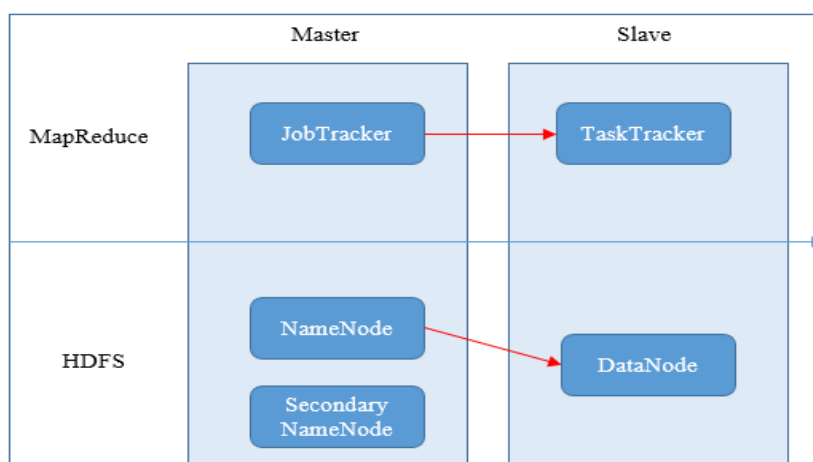 Master
Slave
MapReduce
JobTracker
TaskTracker
HDFS
NameNode
DataNode
Secondary
NameNode